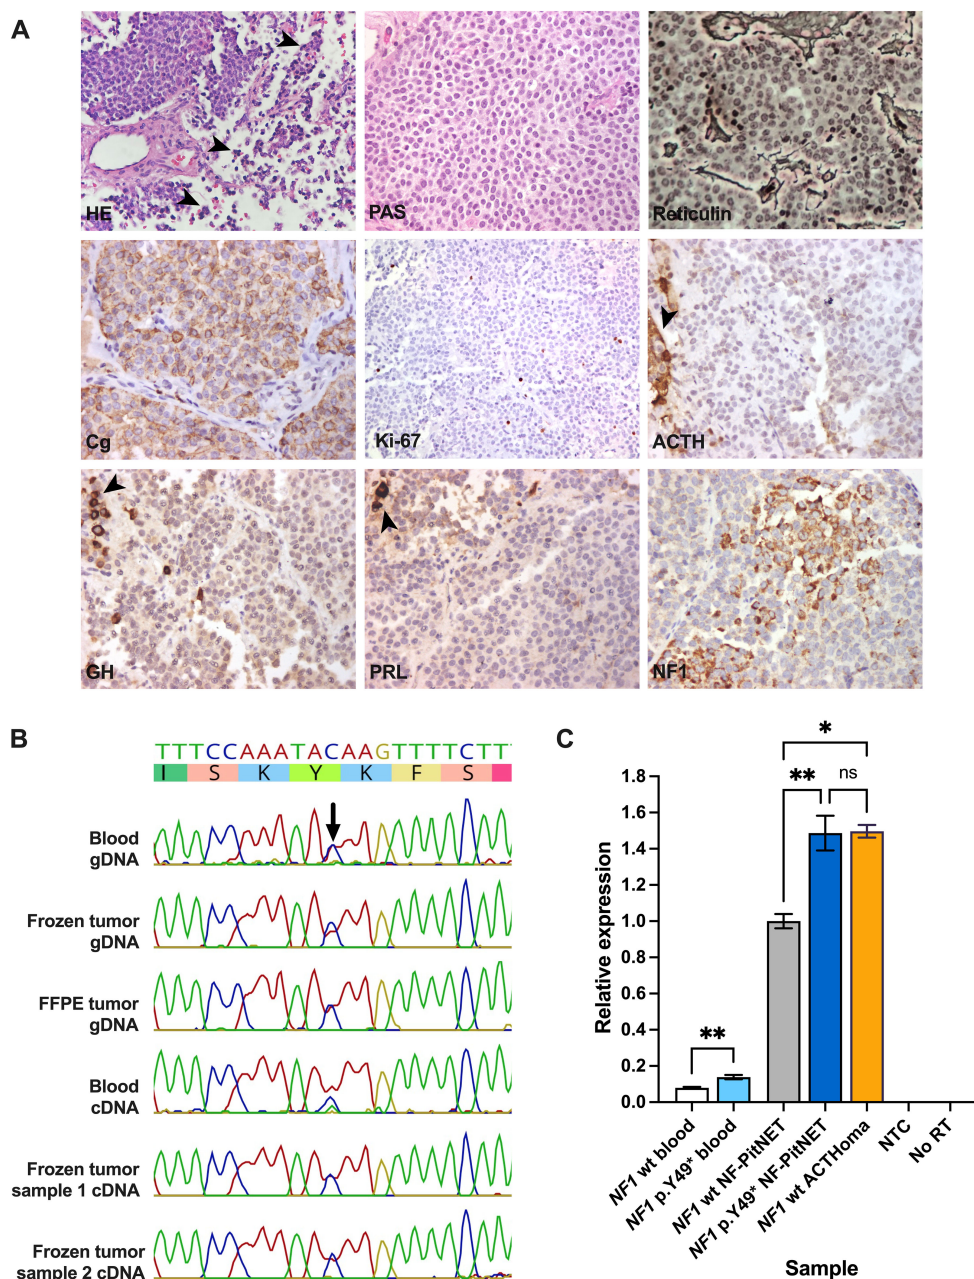 A
HE
PAS
Reticulin
Cg
Ki-67
ACTH
GH
PRL
NF1
B
TTTCCAAATACAAGTTTTCTTT
I S K Y K F S
Blood
gDNA
Frozen tumor
gDNA
FFPE tumor
gDNA
Blood
cDNA
Frozen tumor
sample 1 cDNA
Frozen tumor
sample 2 cDNA
C
*
** ns
1.8
1.6
1.4
1.2
1.0
0.8
0.6
0.4
0.2
0.0
**
Relative expression
NF1 wt blood
NF1 p.Y49* blood
NF1 wt NF-PitNET
NF1 p.Y49* NF-PitNET
NF1 wt ACTHoma
NTC
No RT
Sample